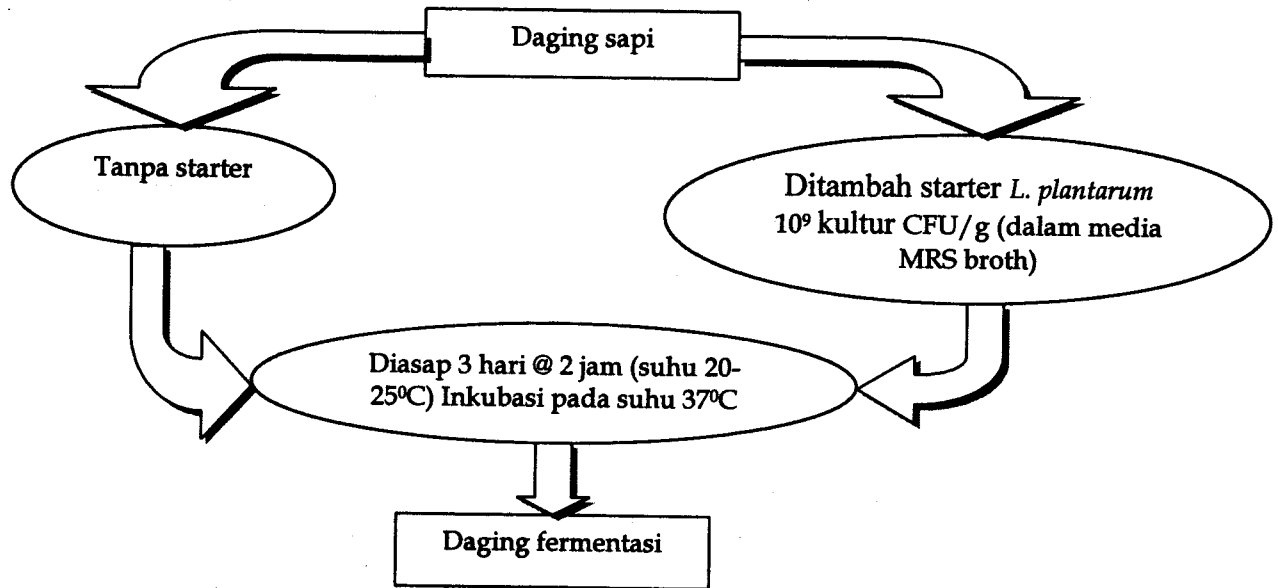 Daging sapi
Tanpa starter
Ditambah starter L. plantarum
10⁹ kultur CFU/g (dalam media
MRS broth)
Diasap 3 hari @ 2 jam (suhu 20-
25⁰C) Inkubasi pada suhu 37⁰C
Daging fermentasi